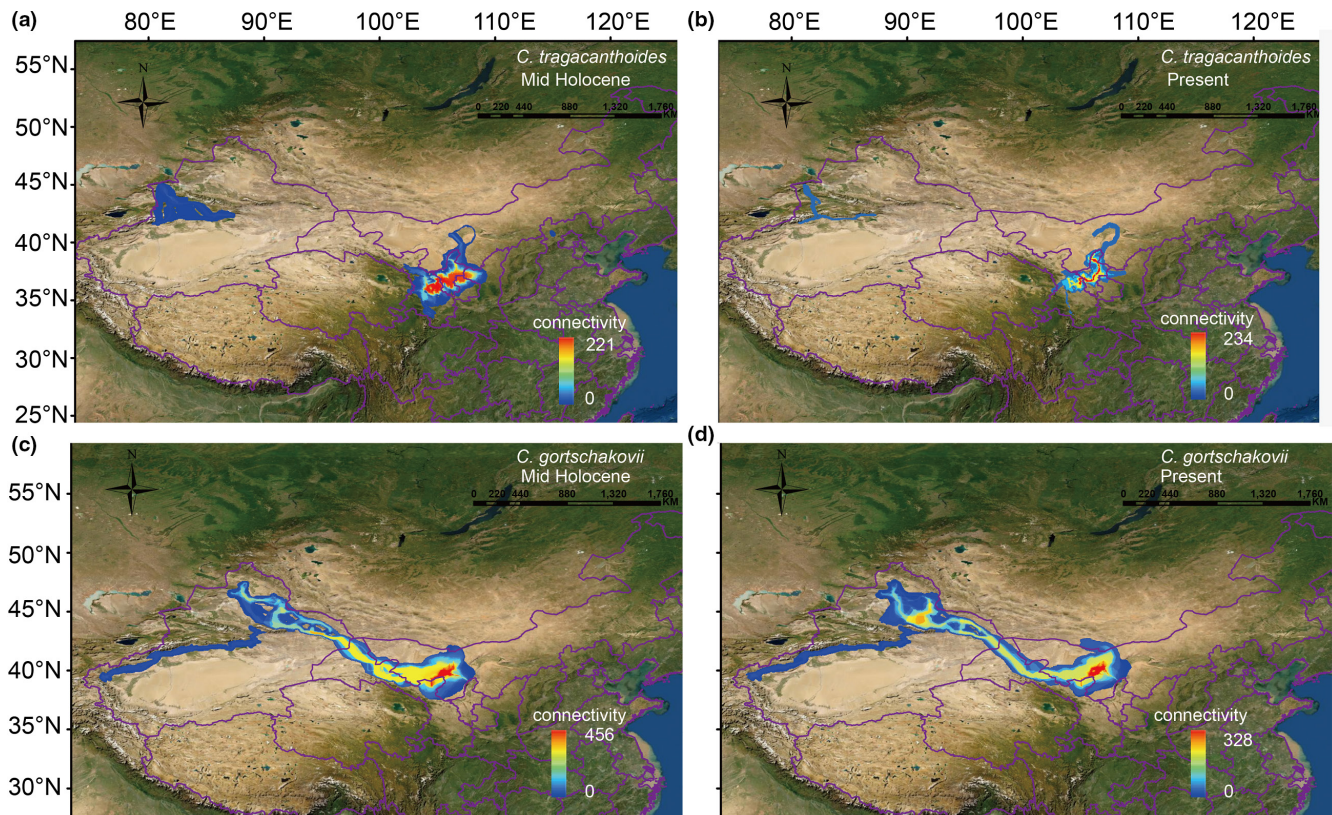 (a)
80°E 90°E 100°E 110°E 120°E
(b)
80°E 90°E 100°E 110°E 120°E
55°N
50°N
45°N
40°N
35°N
30°N
25°N
N
C. tragacanthoides
Mid Holocene
0 220 440 880 1,320 1,760
KM
connectivity
221
0
N
C. tragacanthoides
Present
0 220 440 880 1,320 1,760
KM
connectivity
234
0
(c)
55°N
50°N
45°N
40°N
35°N
30°N
N
C. gortschakovii
Mid Holocene
0 220 440 880 1,320 1,760
KM
connectivity
456
0
(d)
N
C. gortschakovii
Present
0 220 440 880 1,320 1,760
KM
connectivity
328
0